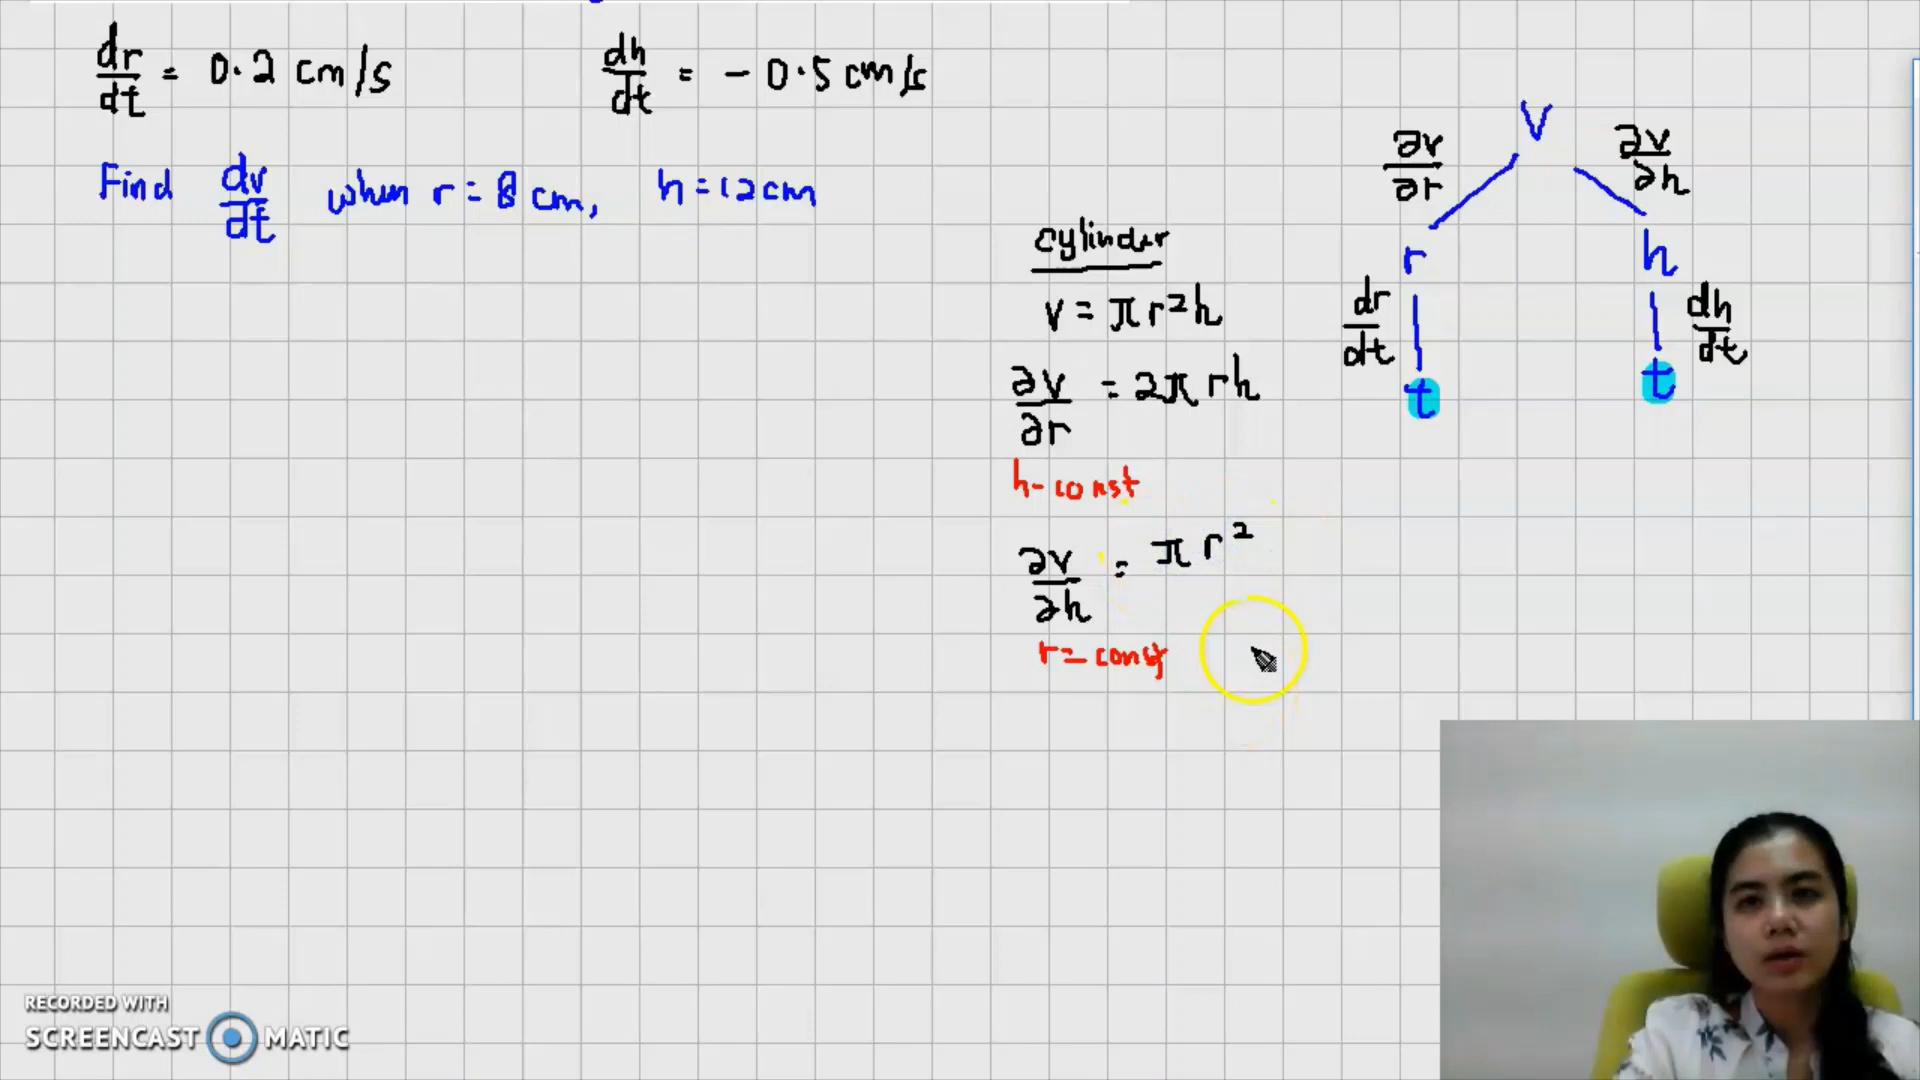 dr/dt = 0.2 cm/s
dh/dt = - 0.5 cm/s
Find dv/dt when r = 8 cm, h = 12 cm
cylinder
V = πr²h
∂V/∂r = 2πrh
h - const
∂V/∂h = πr²
r = const
V
∂V/∂r
∂V/∂h
r
h
dr/dt
dh/dt
t
t
RECORDED WITH
SCREENCAST MATIC